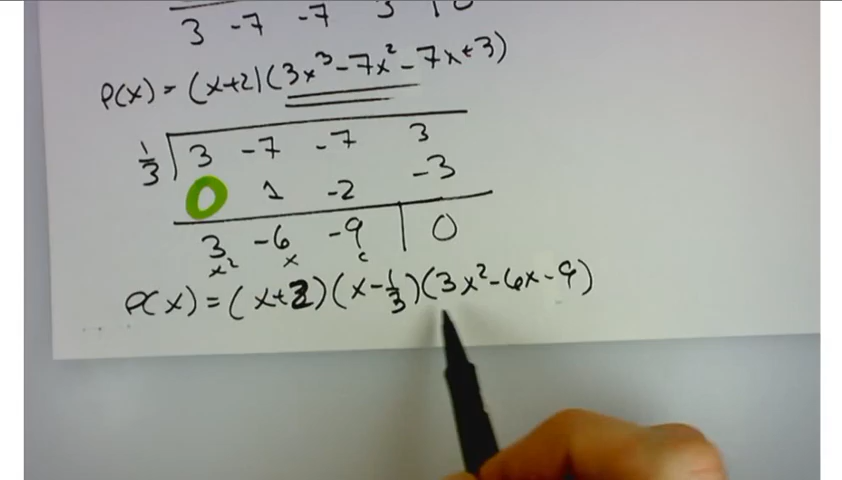 3 -7 -7 3 | 0
P(x) = (x+2)(3x³-7x²-7x+3)
1/3 3 -7 -7 3
0 1 -2 -3
3 -6 -9 | 0
x² x c
P(x) = (x+2)(x-1/3)(3x²-6x-9)